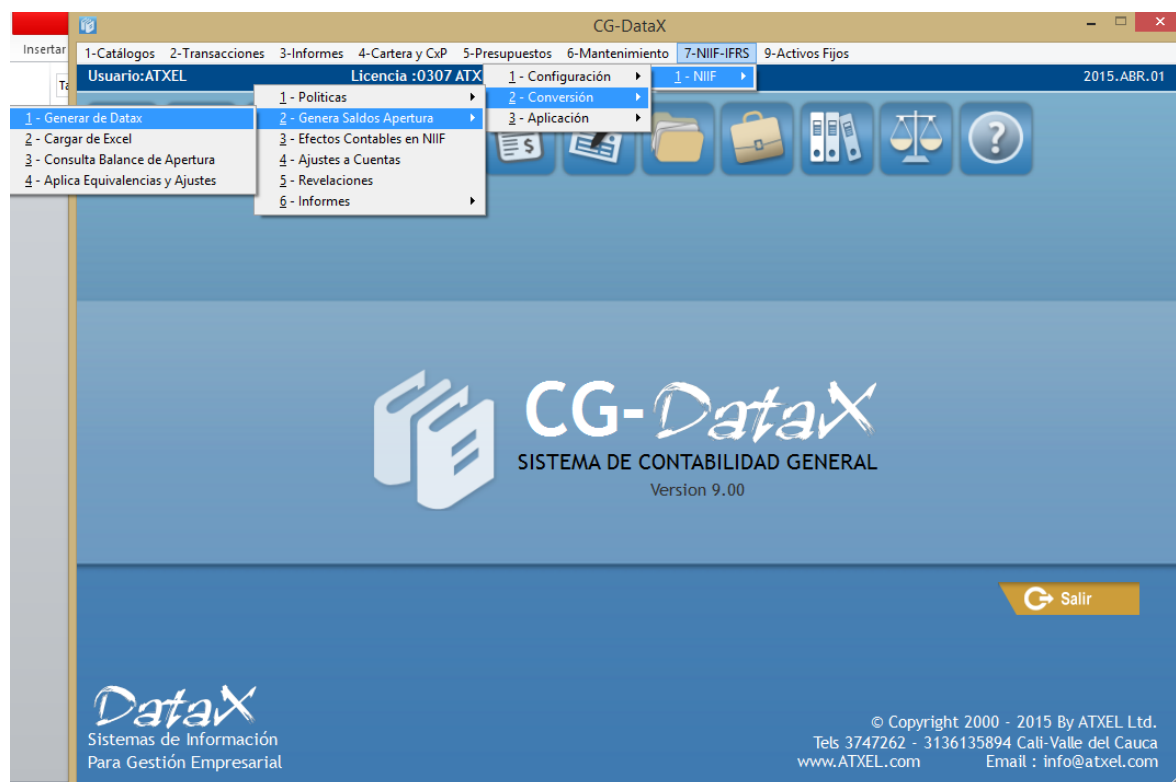 CG-DataX
Insertar
1-Catálogos 2-Transacciones 3-Informes 4-Cartera y CxP 5-Presupuestos 6-Mantenimiento 7-NIIF-IFRS 9-Activos Fijos
Usuario:ATXEL Licencia :0307 ATX 2015.ABR.01
1 - NIIF
1 - Configuración
2 - Conversión
3 - Aplicación
1 - Politicas
2 - Genera Saldos Apertura
3 - Efectos Contables en NIIF
4 - Ajustes a Cuentas
5 - Revelaciones
6 - Informes
1 - Generar de Datax
2 - Cargar de Excel
3 - Consulta Balance de Apertura
4 - Aplica Equivalencias y Ajustes
CG-DataX
SISTEMA DE CONTABILIDAD GENERAL
Version 9.00
Salir
DataX
Sistemas de Información
Para Gestión Empresarial
© Copyright 2000 - 2015 By ATXEL Ltd.
Tels 3747262 - 3136135894 Cali-Valle del Cauca
www.ATXEL.com Email : info@atxel.com